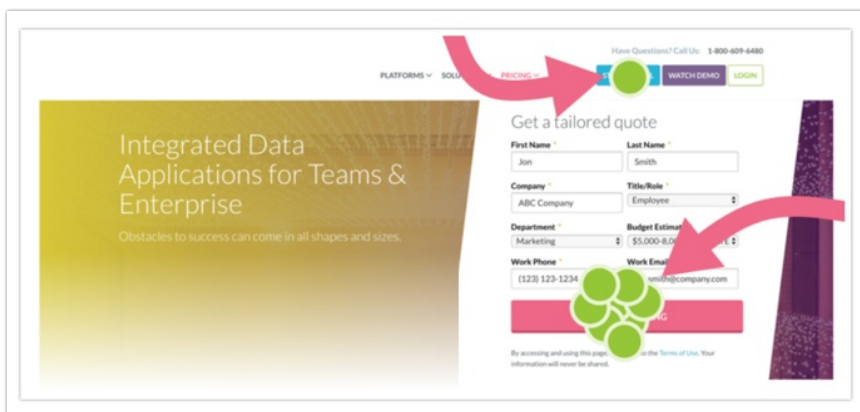 Have Questions? Call Us: 1-800-609-6480
PLATFORMS PRICING WATCH DEMO LOGIN
Get a tailored quote
Integrated Data
Applications for Teams &
Enterprise
Obstacles to success can come in all shapes and sizes.
First Name * Last Name *
Jon Smith
Company * Title/Role *
ABC Company Employee
Department * Budget
Marketing
Work Phone * Work Email
(123) 123-1234 smith@company.com
By accessing and using this page, to the Terms of Use. Your
information will never be shared.